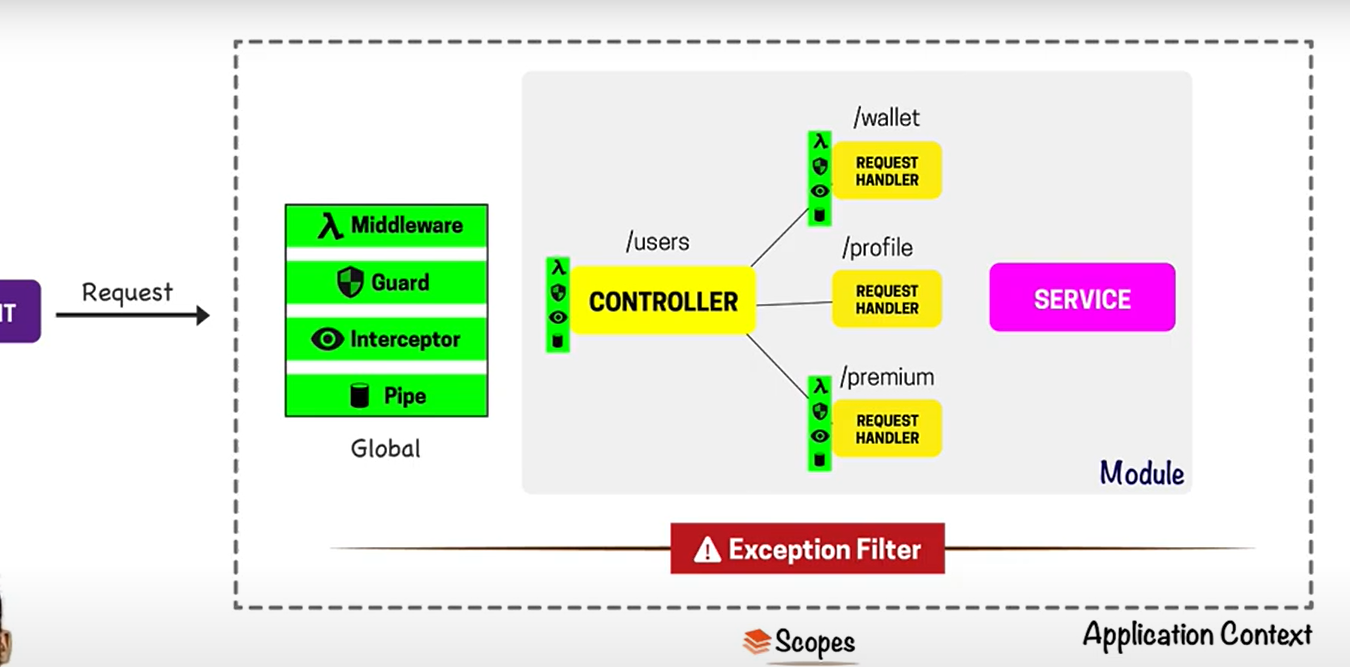 T
Request
Middleware
Guard
Interceptor
Pipe
Global
/users
CONTROLLER
/wallet
REQUEST
HANDLER
/profile
REQUEST
HANDLER
/premium
REQUEST
HANDLER
SERVICE
Module
Exception Filter
Scopes
Application Context